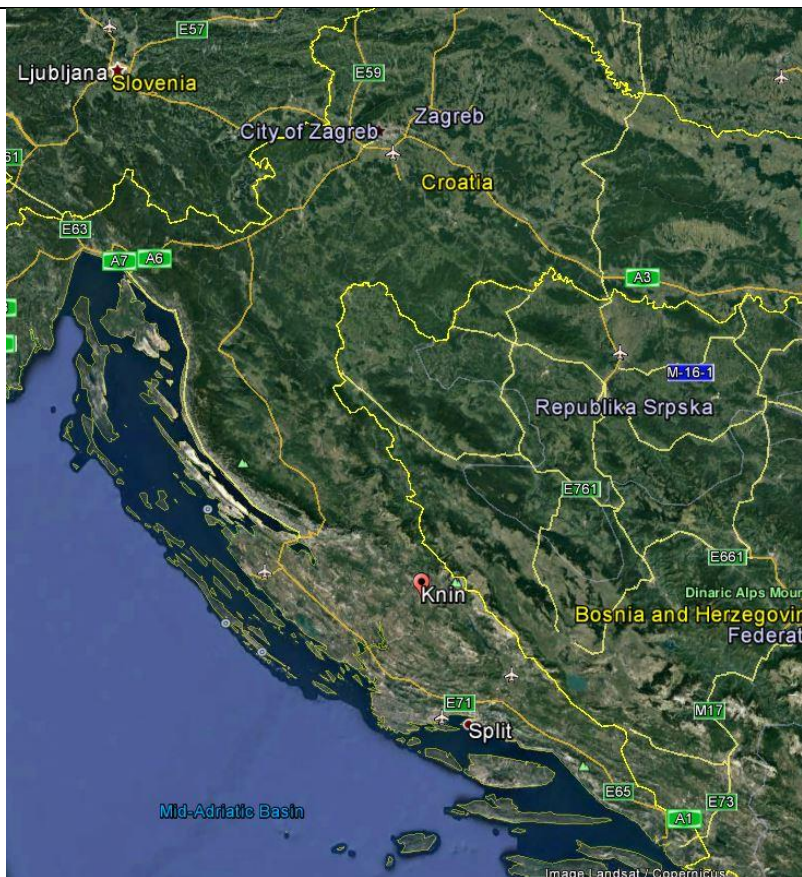 E57
Ljubljana
Slovenia
E59
Zagreb
City of Zagreb
61
Croatia
E63
A7
A6
A3
M-16-1
Republika Srpska
E761
E661
Knin
Dinaric Alps Mour
Bosnia and Herzegovin
Federat
E71
M17
Split
E65
E73
Mid-Adriatic Basin
A1
Image Landsat / Copernicus